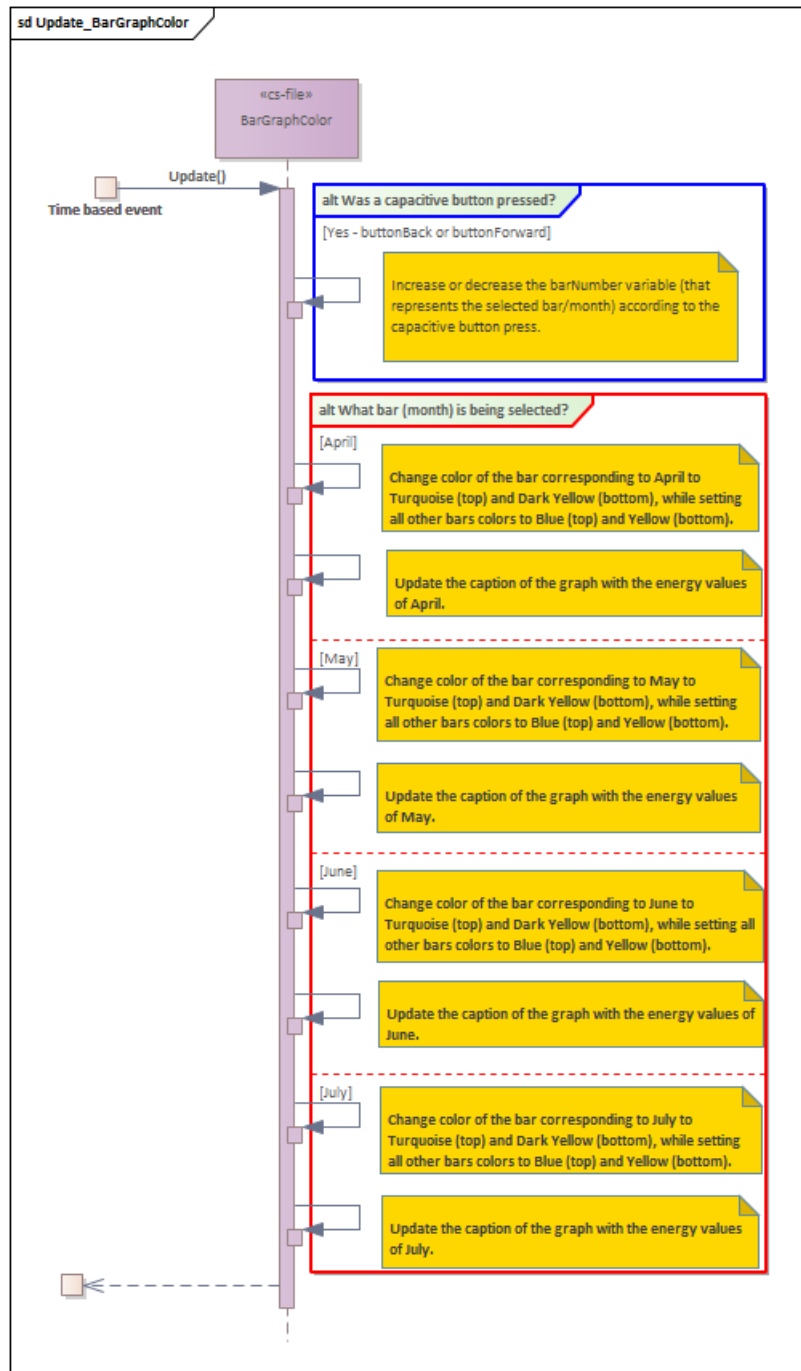 sd Update_BarGraphColor
«cs-file»
BarGraphColor
Update()
Time based event
alt Was a capacitive button pressed?
[Yes - buttonBack or buttonForward]
Increase or decrease the barNumber variable (that
represents the selected bar/month) according to the
capacitive button press.
alt What bar (month) is being selected?
[April]
Change color of the bar corresponding to April to
Turquoise (top) and Dark Yellow (bottom), while setting
all other bars colors to Blue (top) and Yellow (bottom).
Update the caption of the graph with the energy values
of April.
[May]
Change color of the bar corresponding to May to
Turquoise (top) and Dark Yellow (bottom), while setting
all other bars colors to Blue (top) and Yellow (bottom).
Update the caption of the graph with the energy values
of May.
[June]
Change color of the bar corresponding to June to
Turquoise (top) and Dark Yellow (bottom), while setting all
other bars colors to Blue (top) and Yellow (bottom).
Update the caption of the graph with the energy values of
June.
[July]
Change color of the bar corresponding to July to
Turquoise (top) and Dark Yellow (bottom), while setting
all other bars colors to Blue (top) and Yellow (bottom).
Update the caption of the graph with the energy values
of July.